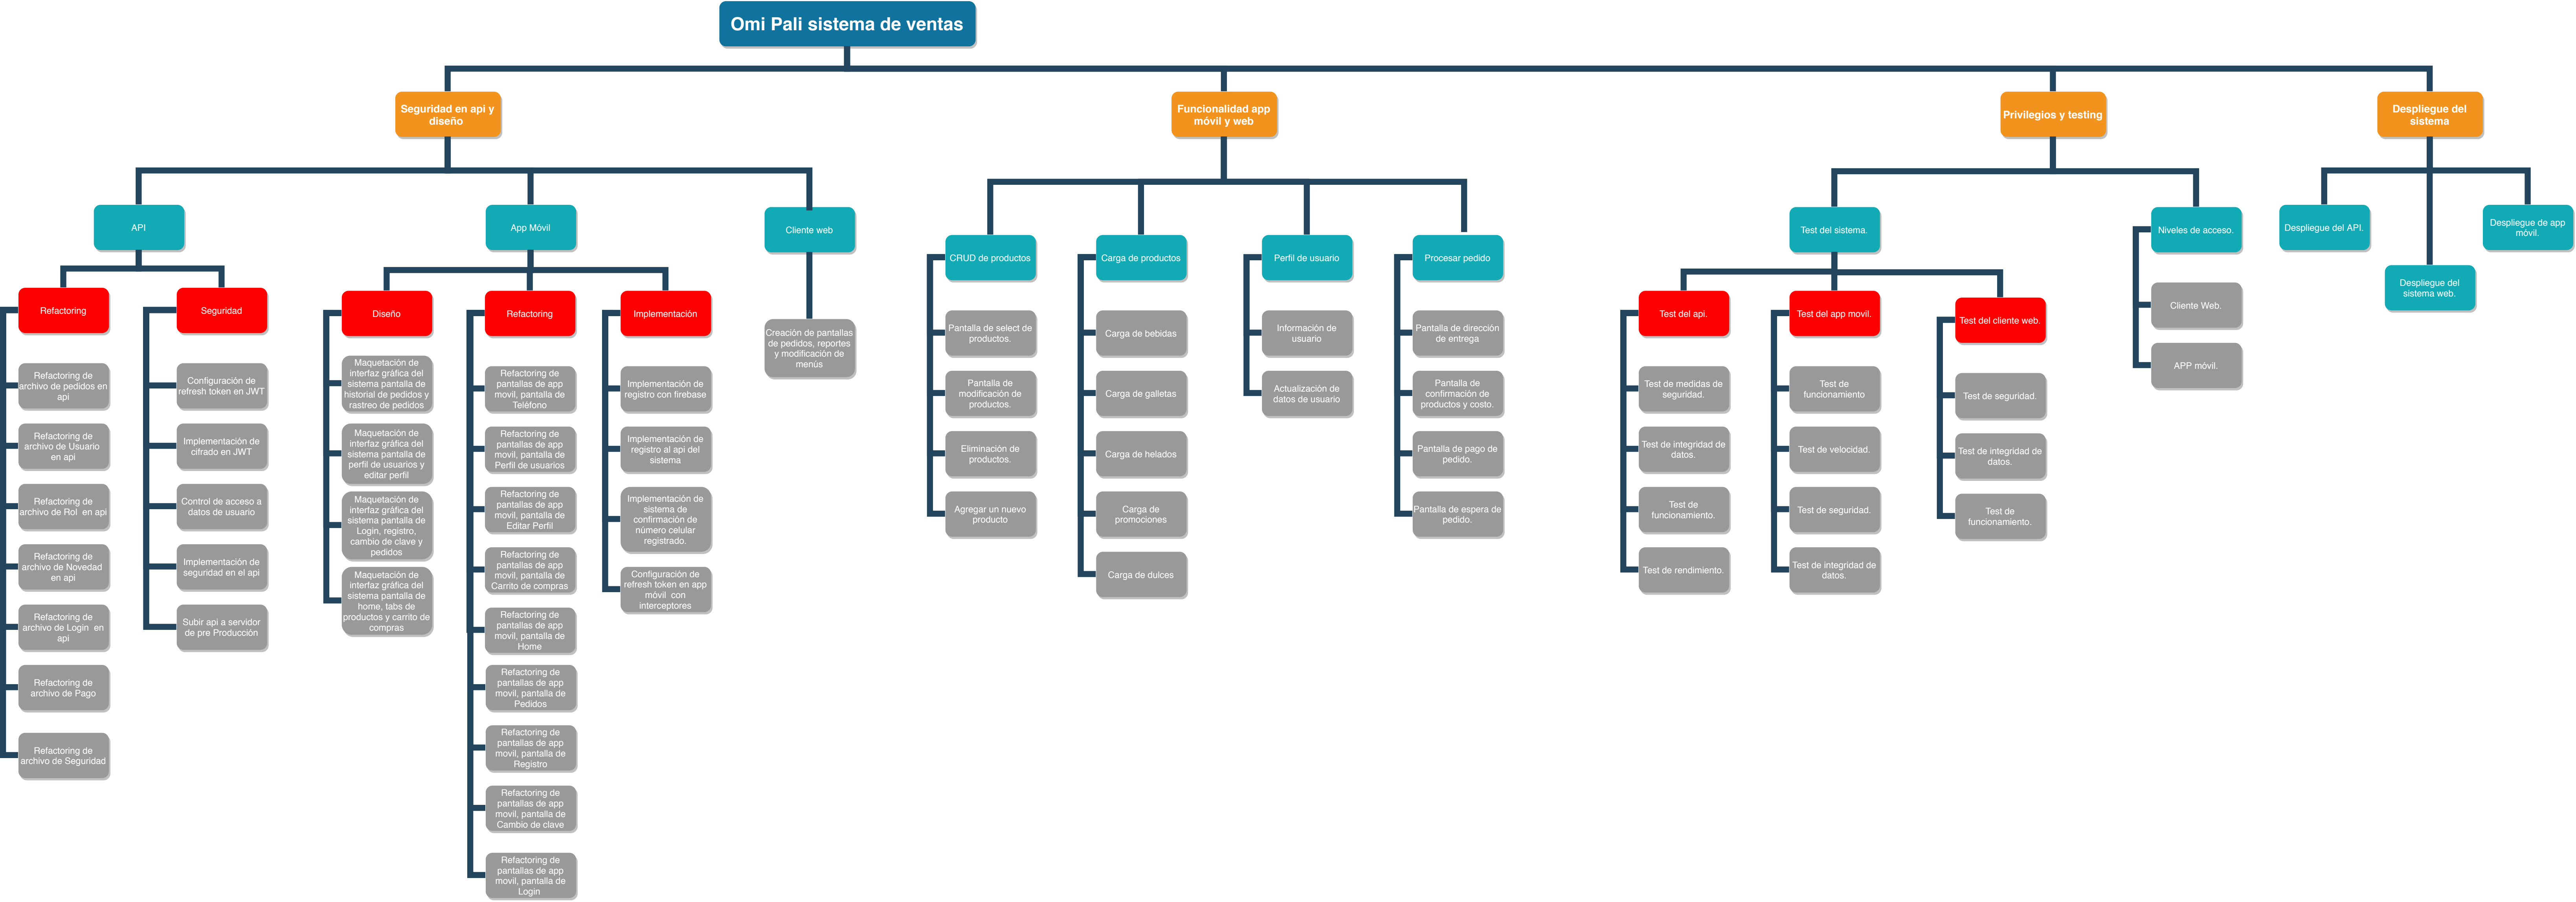 Omi Pali sistema de ventas
Seguridad en api y
diseño
API
Refactoring
Refactoring de
archivo de pedidos en
api
Refactoring de
archivo de Usuario
en api
Refactoring de
archivo de Rol  en api
Refactoring de
archivo de Novedad
en api
Refactoring de
archivo de Login  en
api
Refactoring de
archivo de Pago
Refactoring de
archivo de Seguridad
Seguridad
Configuración de
refresh token en JWT
Implementación de
cifrado en JWT
Control de acceso a
datos de usuario
Implementación de
seguridad en el api
Subir api a servidor
de pre Producción
App Móvil
Diseño
Maquetación de
interfaz gráfica del
sistema pantalla de
historial de pedidos y
rastreo de pedidos
Maquetación de
interfaz gráfica del
sistema pantalla de
perfil de usuarios y
editar perfil
Maquetación de
interfaz gráfica del
sistema pantalla de
Login, registro,
cambio de clave y
pedidos
Maquetación de
interfaz gráfica del
sistema pantalla de
home, tabs de
productos y carrito de
compras
Refactoring
Refactoring de
pantallas de app
movil, pantalla de
Teléfono
Refactoring de
pantallas de app
movil, pantalla de
Perfil de usuarios
Refactoring de
pantallas de app
movil, pantalla de
Editar Perfil
Refactoring de
pantallas de app
movil, pantalla de
Carrito de compras
Refactoring de
pantallas de app
movil, pantalla de
Home
Refactoring de
pantallas de app
movil, pantalla de
Pedidos
Refactoring de
pantallas de app
movil, pantalla de
Registro
Refactoring de
pantallas de app
movil, pantalla de
Cambio de clave
Refactoring de
pantallas de app
movil, pantalla de
Login
Implementación
Implementación de
registro con firebase
Implementación de
registro al api del
sistema
Implementación de
sistema de
confirmación de
número celular
registrado.
Configuración de
refresh token en app
móvil  con
interceptores
Cliente web
Creación de pantallas
de pedidos, reportes
y modificación de
menús
Funcionalidad app
móvil y web
CRUD de productos
Pantalla de select de
productos.
Pantalla de
modificación de
productos.
Eliminación de
productos.
Agregar un nuevo
producto
Carga de productos
Carga de bebidas
Carga de galletas
Carga de helados
Carga de
promociones
Carga de dulces
Perfil de usuario
Información de
usuario
Actualización de
datos de usuario
Procesar pedido
Pantalla de dirección
de entrega
Pantalla de
confirmación de
productos y costo.
Pantalla de pago de
pedido.
Pantalla de espera de
pedido.
Privilegios y testing
Test del sistema.
Test del api.
Test de medidas de
seguridad.
Test de integridad de
datos.
Test de
funcionamiento.
Test de rendimiento.
Test del app movil.
Test de
funcionamiento
Test de velocidad.
Test de seguridad.
Test de integridad de
datos.
Test del cliente web.
Test de seguridad.
Test de integridad de
datos.
Test de
funcionamiento.
Niveles de acceso.
Cliente Web.
APP móvil.
Despliegue del
sistema
Despliegue del API.
Despliegue del
sistema web.
Despliegue de app
móvil.